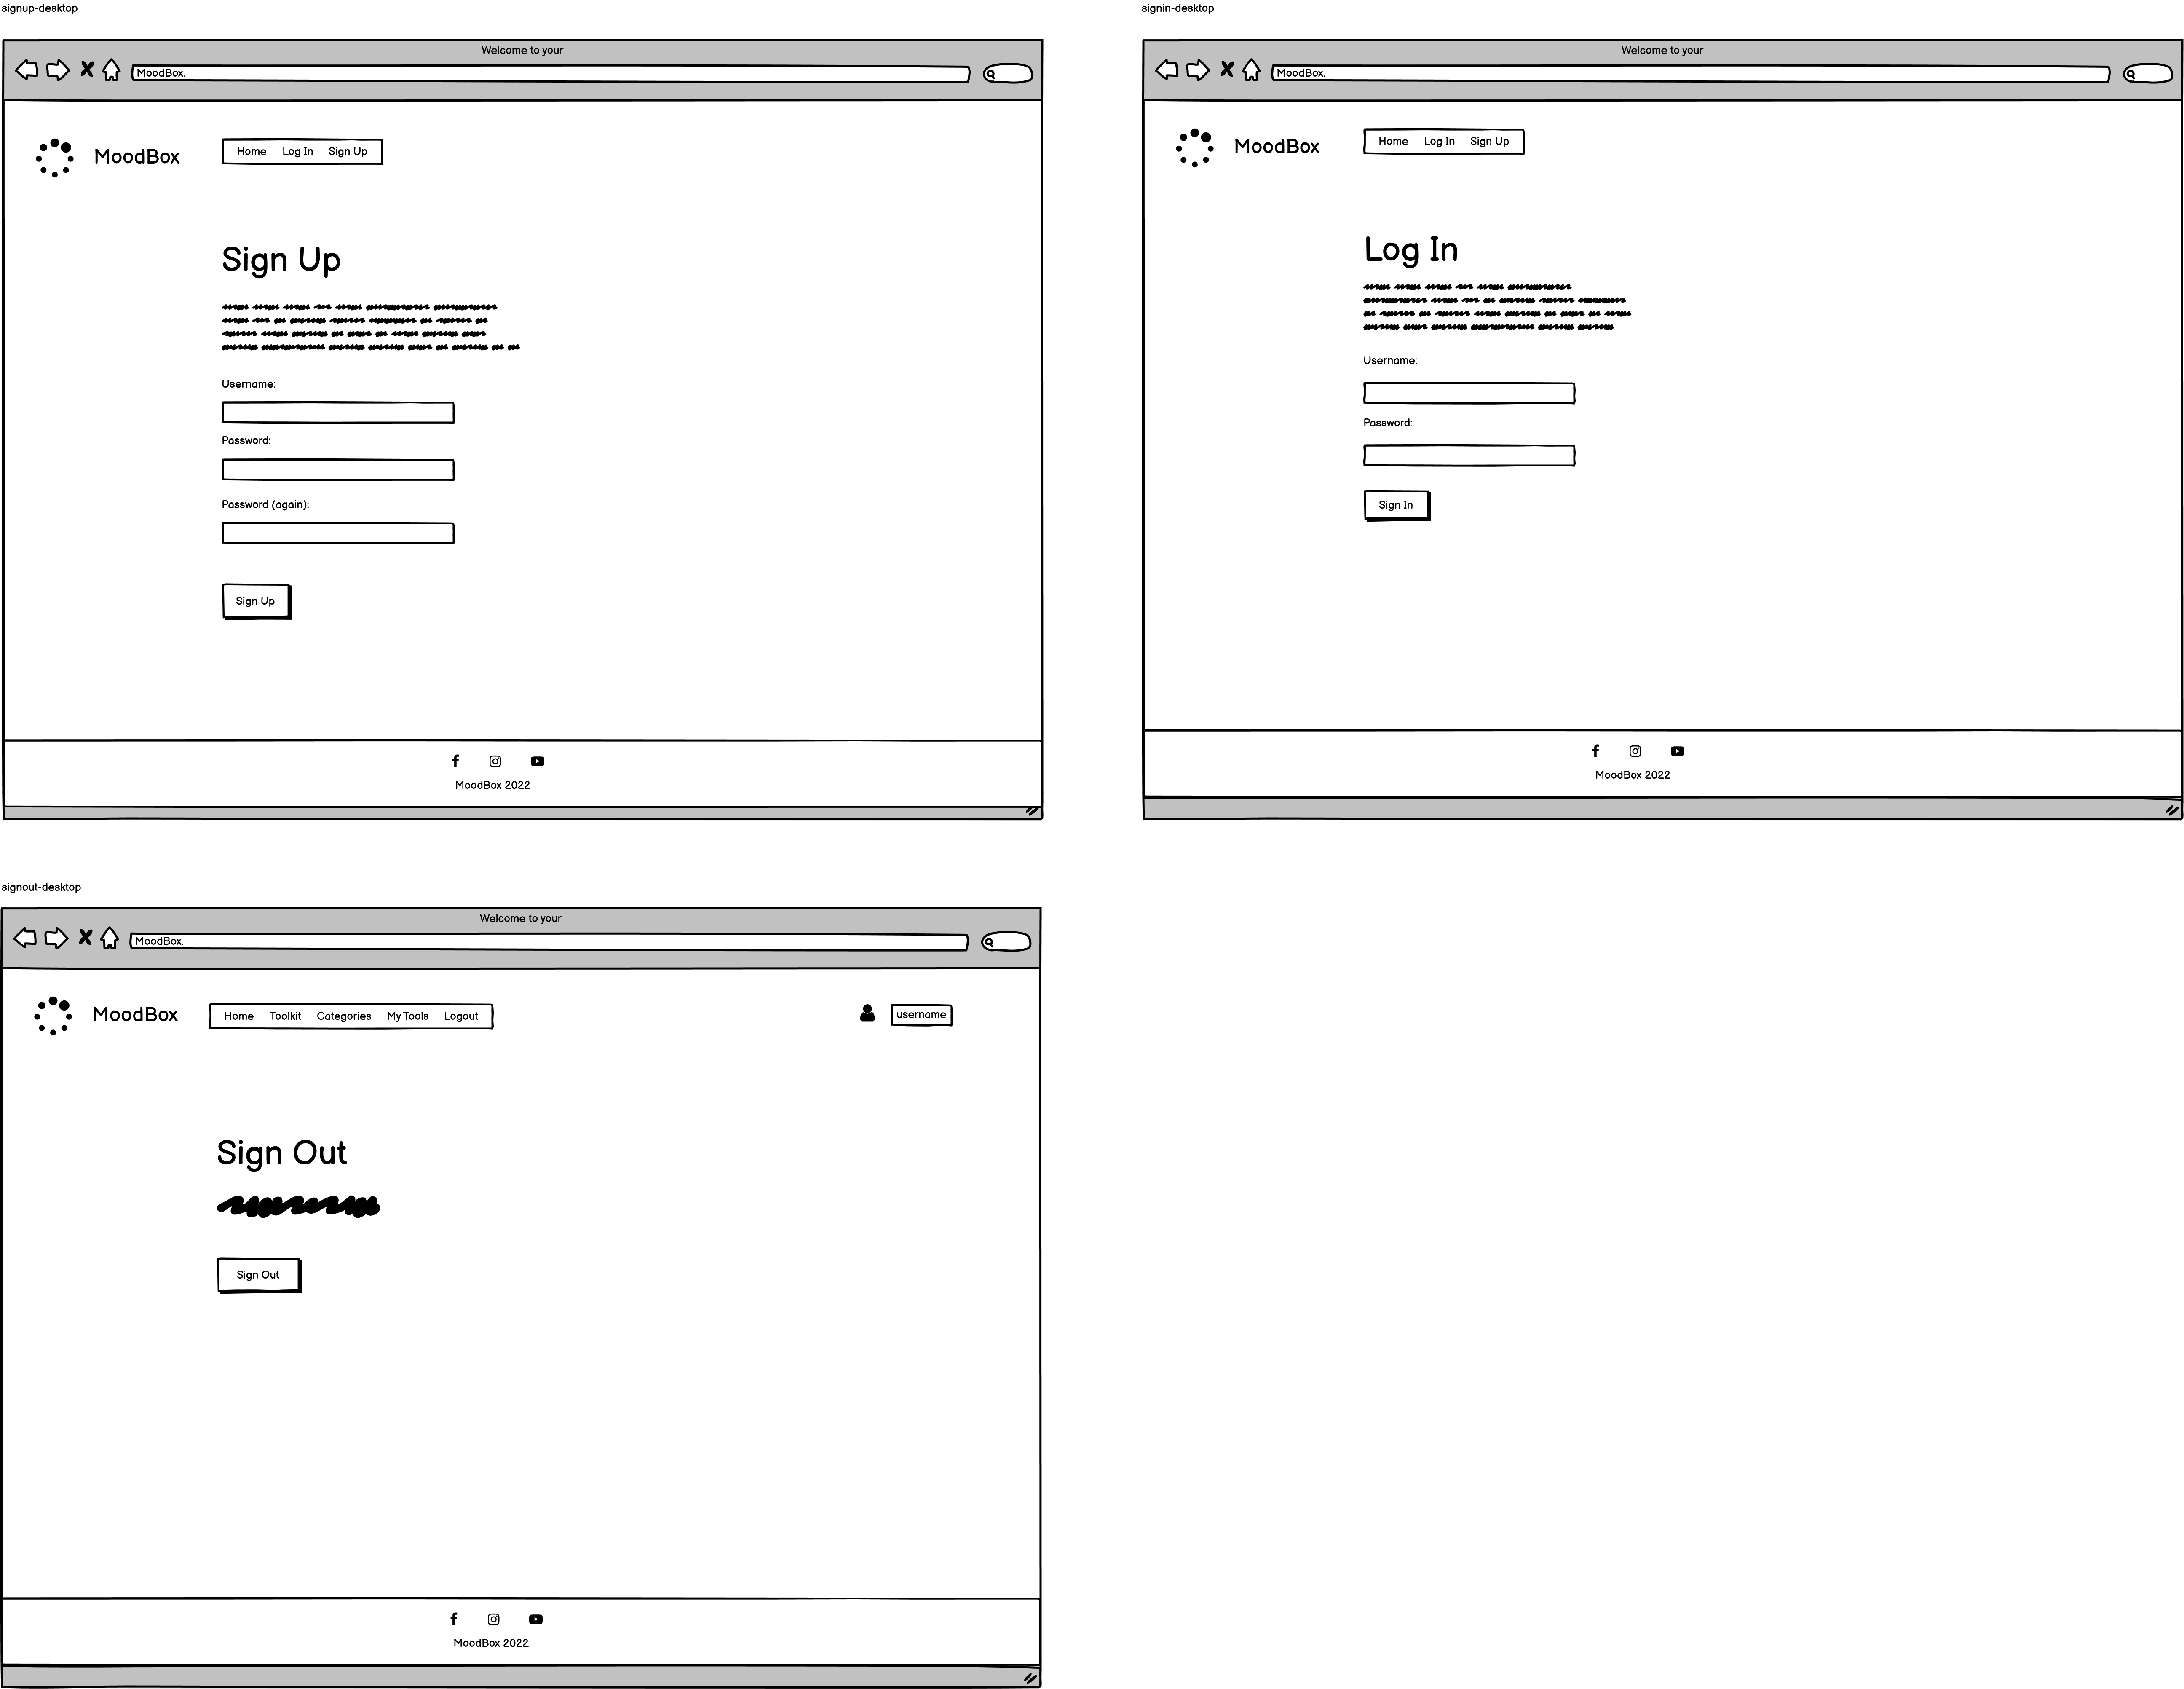 signup-desktop
Welcome to your
MoodBox.
MoodBox
Home Log In Sign Up
Sign Up
Username:
Password:
Password (again):
Sign Up
MoodBox 2022
signin-desktop
Welcome to your
MoodBox.
MoodBox
Home Log In Sign Up
Log In
Username:
Password:
Sign In
MoodBox 2022
signout-desktop
Welcome to your
MoodBox.
MoodBox
Home Toolkit Categories My Tools Logout
username
Sign Out
Sign Out
MoodBox 2022